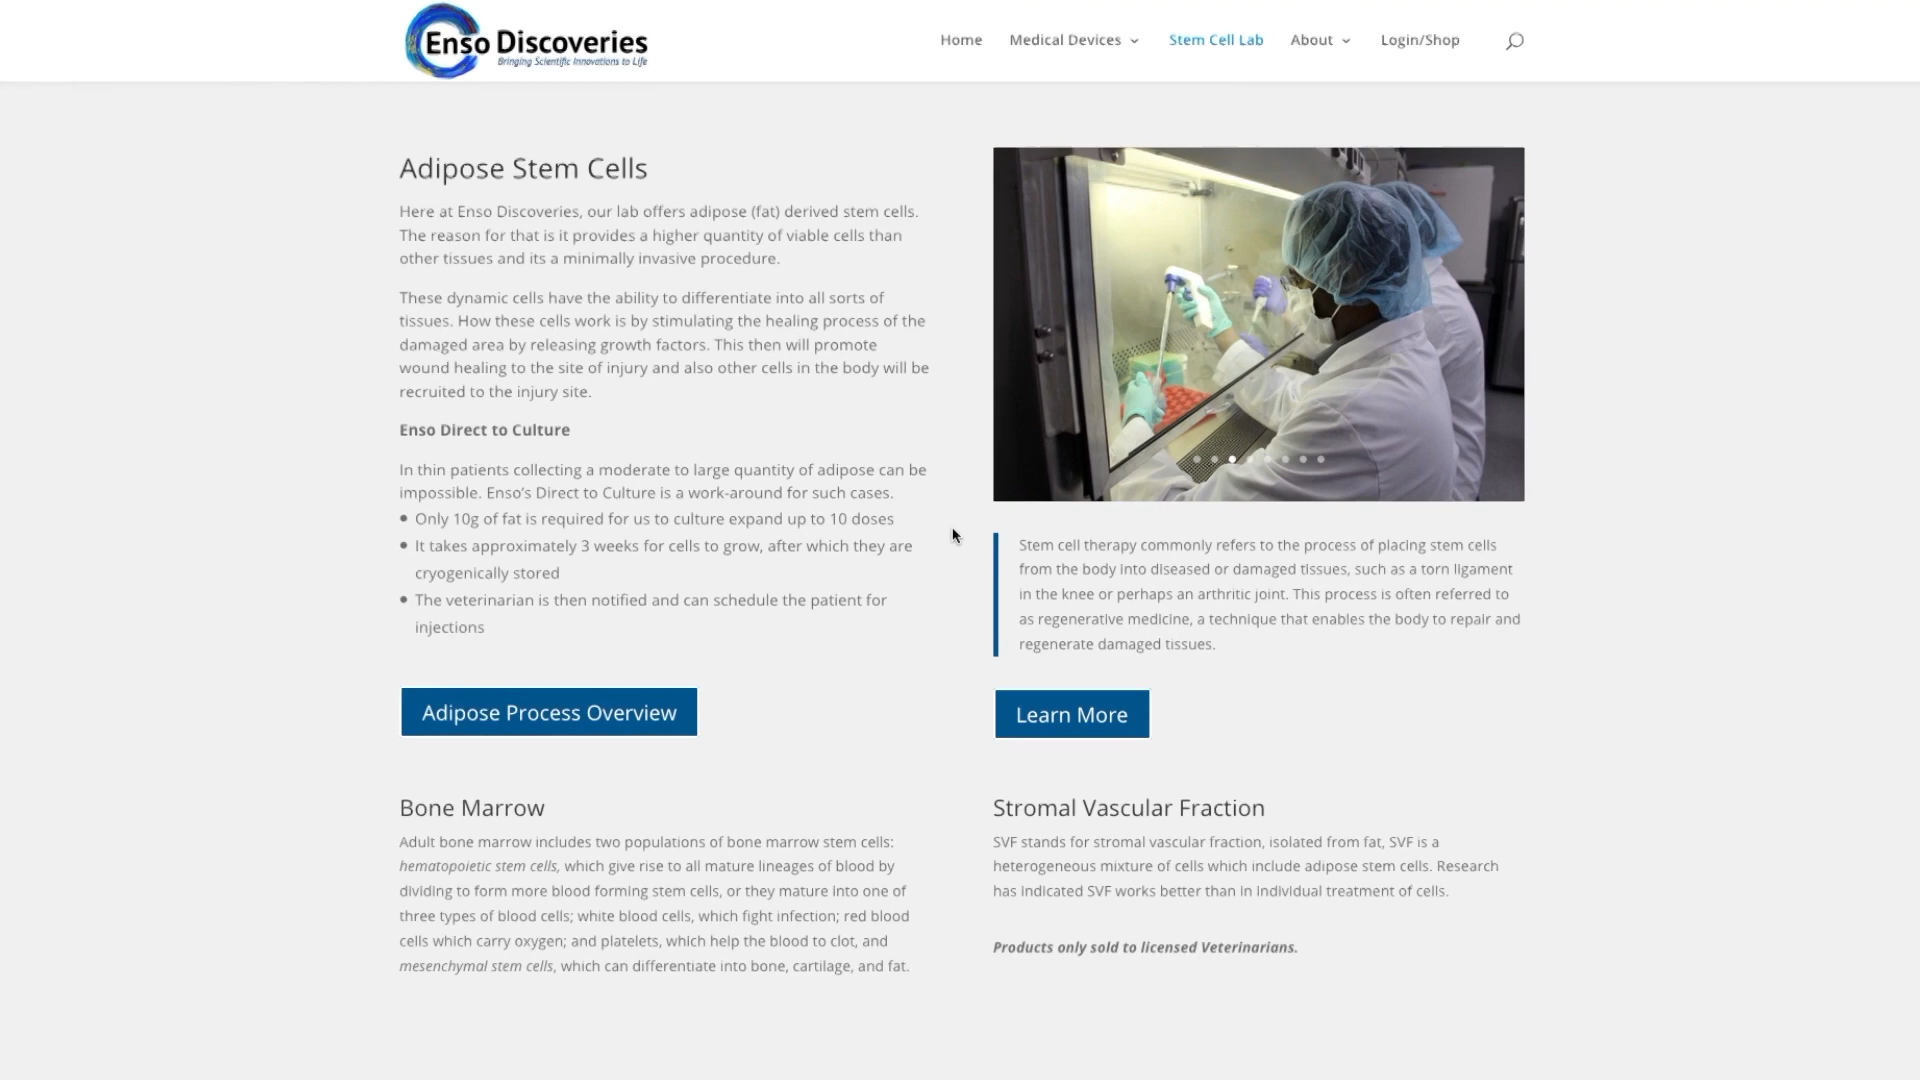 Enso Discoveries
Bringing Scientific Innovations to Life
Home
Medical Devices
Stem Cell Lab
About
Login/Shop
Adipose Stem Cells
Here at Enso Discoveries, our lab offers adipose (fat) derived stem cells.
The reason for that is it provides a higher quantity of viable cells than
other tissues and its a minimally invasive procedure.
These dynamic cells have the ability to differentiate into all sorts of
tissues. How these cells work is by stimulating the healing process of the
damaged area by releasing growth factors. This then will promote
wound healing to the site of injury and also other cells in the body will be
recruited to the injury site.
Enso Direct to Culture
In thin patients collecting a moderate to large quantity of adipose can be
impossible. Enso's Direct to Culture is a work-around for such cases.
• Only 10g of fat is required for us to culture expand up to 10 doses
• It takes approximately 3 weeks for cells to grow, after which they are
cryogenically stored
• The veterinarian is then notified and can schedule the patient for
injections
Adipose Process Overview
Stem cell therapy commonly refers to the process of placing stem cells
from the body into diseased or damaged tissues, such as a torn ligament
in the knee or perhaps an arthritic joint. This process is often referred to
as regenerative medicine, a technique that enables the body to repair and
regenerate damaged tissues.
Learn More
Bone Marrow
Adult bone marrow includes two populations of bone marrow stem cells:
hematopoietic stem cells, which give rise to all mature lineages of blood by
dividing to form more blood forming stem cells, or they mature into one of
three types of blood cells; white blood cells, which fight infection; red blood
cells which carry oxygen; and platelets, which help the blood to clot, and
mesenchymal stem cells, which can differentiate into bone, cartilage, and fat.
Stromal Vascular Fraction
SVF stands for stromal vascular fraction, isolated from fat, SVF is a
heterogeneous mixture of cells which include adipose stem cells. Research
has indicated SVF works better than in individual treatment of cells.
Products only sold to licensed Veterinarians.